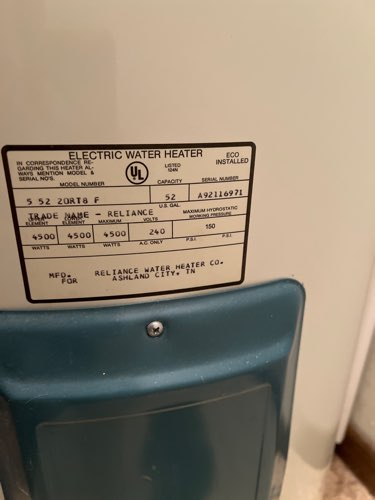 ELECTRIC WATER HEATER
IN CORRESPONDENCE RE-
GARDING THIS HEATER AL-
WAYS MENTION MODEL &
SERIAL NO'S.
UL
LISTED
124N
ECO
INSTALLED
MODEL NUMBER CAPACITY SERIAL NUMBER
5 52 2ORT8 F 52 A92116971
U.S. GAL.
TRADE NAME - RELIANCE
UPPER ELEMENT LOWER ELEMENT MAXIMUM VOLTS MAXIMUM HYDROSTATIC
WORKING PRESSURE
4500 4500 4500 240 150
WATTS WATTS WATTS A.C. ONLY P.S.I. P.S.I.
MFD. RELIANCE WATER HEATER CO.
FOR ASHLAND CITY, TN